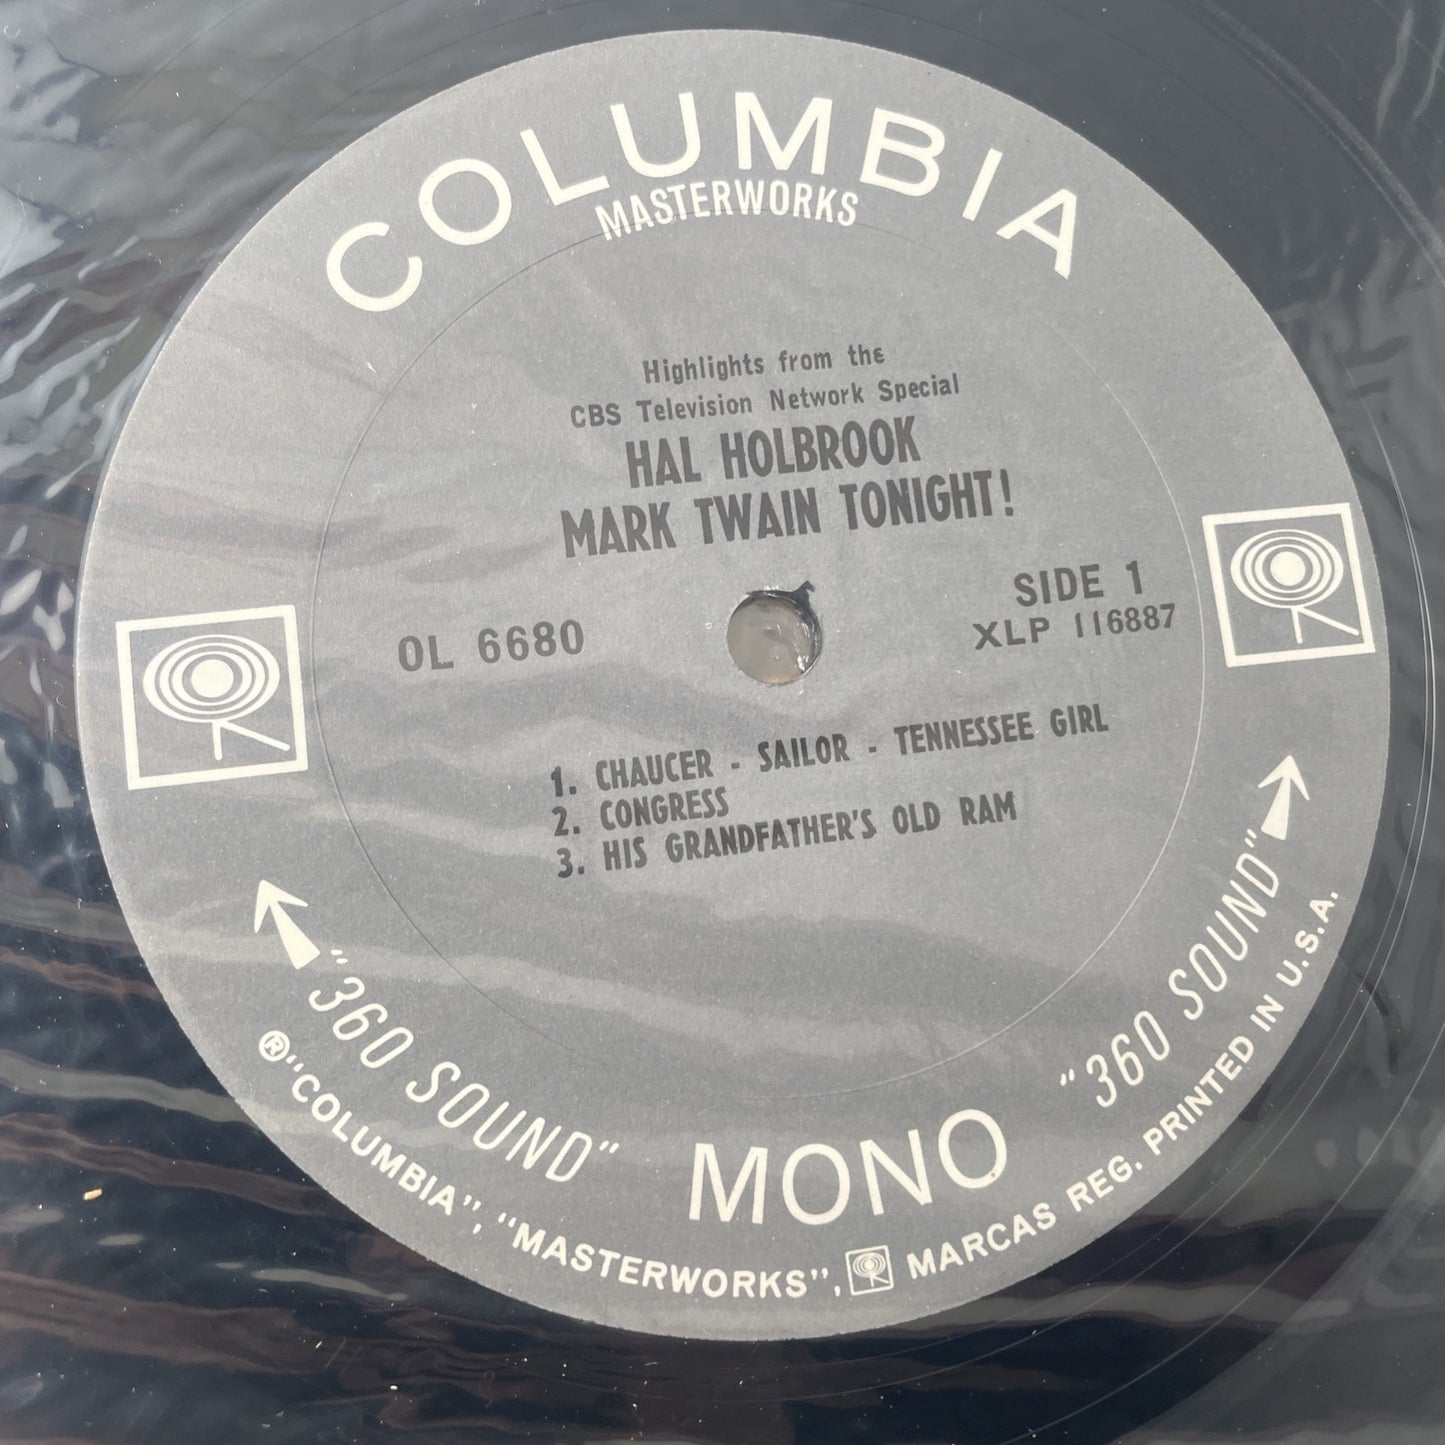 COLUMBIA
MASTERWORKS
Highlights from the
CBS Television Network Special
HAL HOLBROOK
MARK TWAIN TONIGHT!
SIDE 1
OL 6680
XLP 116887
1. CHAUCER - SAILOR - TENNESSEE GIRL
2. CONGRESS
3. HIS GRANDFATHER'S OLD RAM
"360 SOUND"
MONO
"360 SOUND"
®"COLUMBIA", "MASTERWORKS", MARCAS REG. PRINTED IN U.S.A.